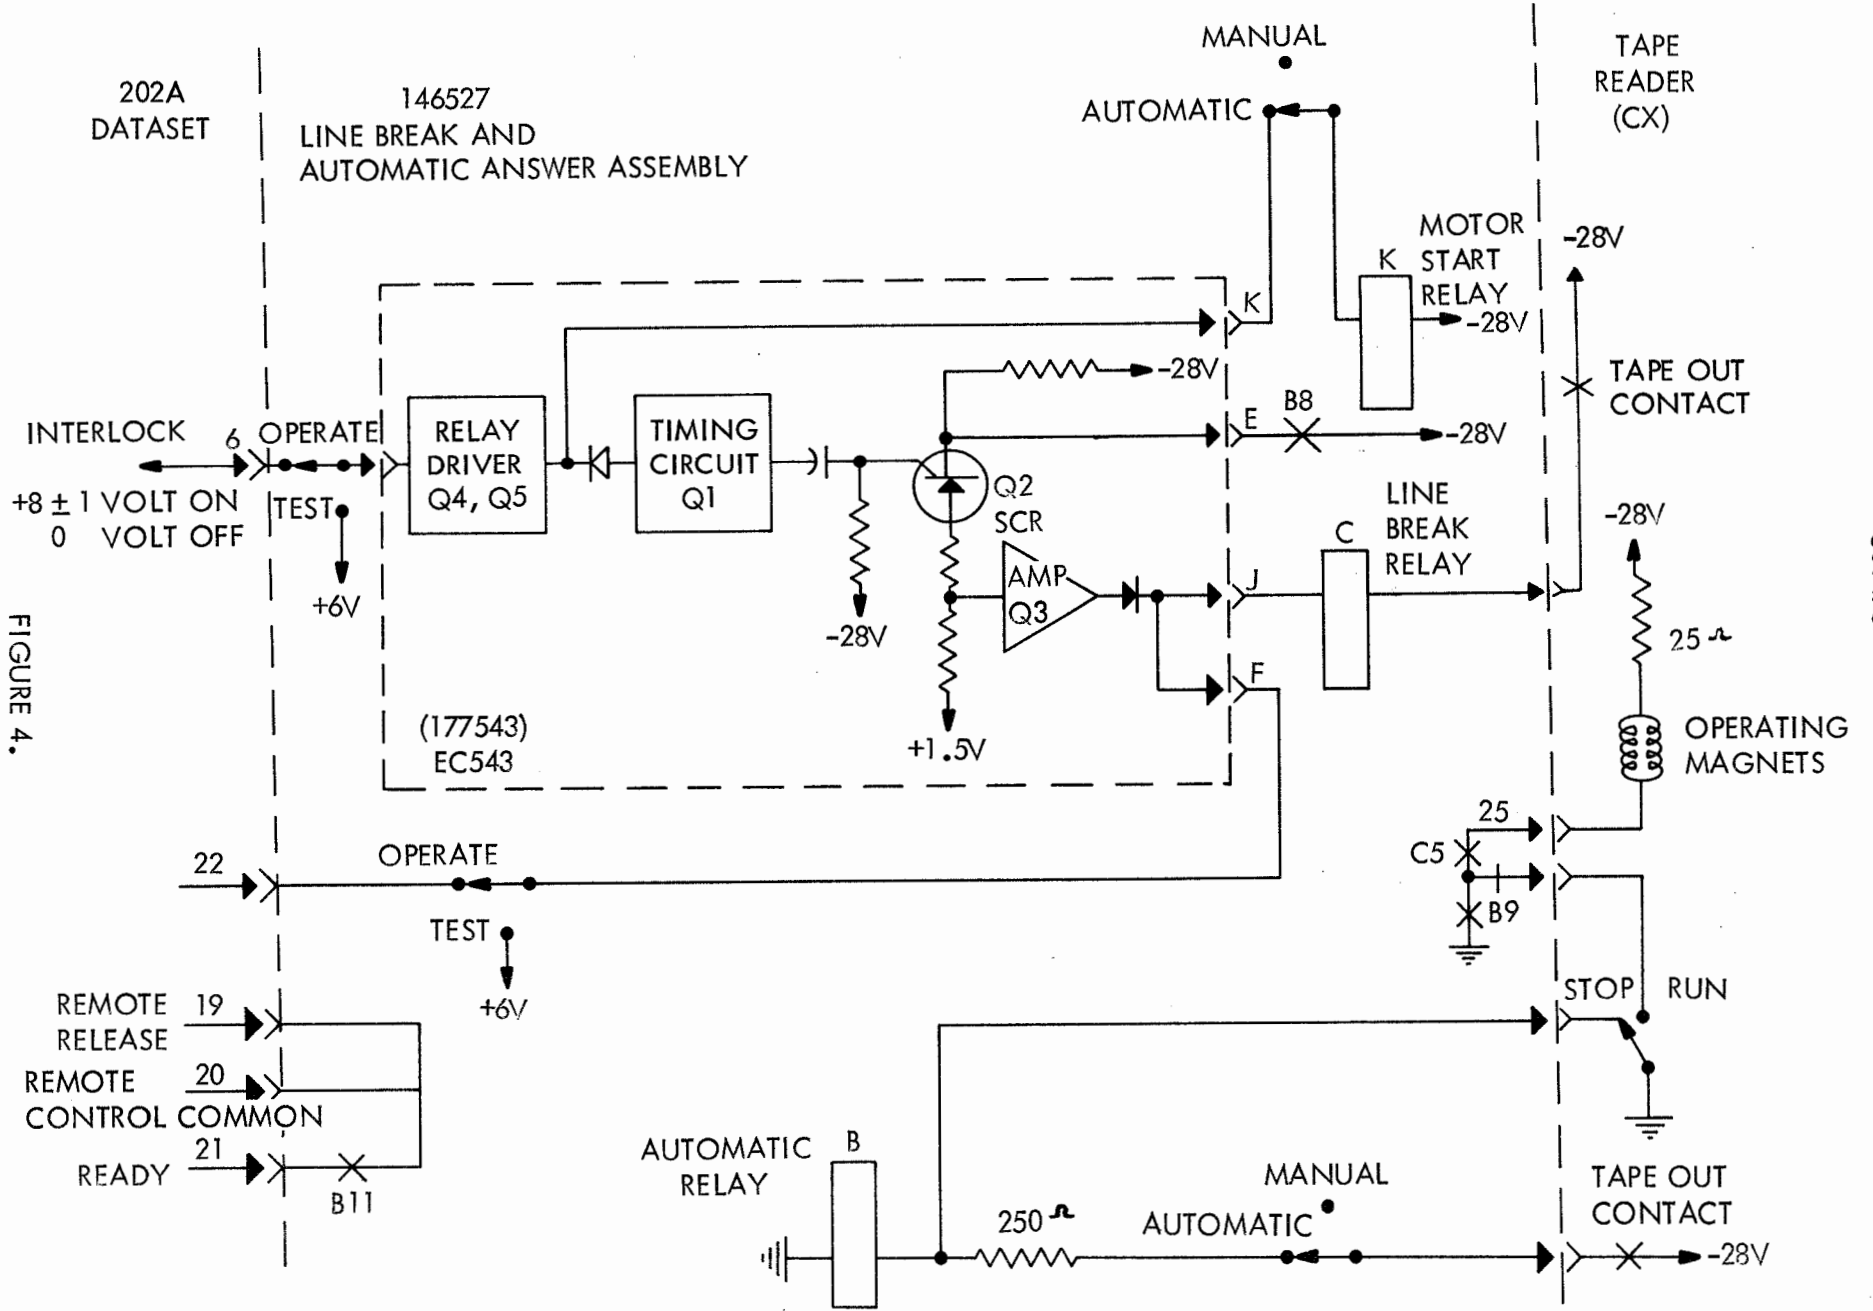 202A
DATASET
146527
LINE BREAK AND
AUTOMATIC ANSWER ASSEMBLY
MANUAL
AUTOMATIC
TAPE
READER
(CX)
K
MOTOR
START
RELAY
-28V
-28V
K
-28V
TAPE OUT
CONTACT
INTERLOCK
6
OPERATE
+8 ± 1 VOLT ON
0 VOLT OFF
TEST
+6V
RELAY
DRIVER
Q4, Q5
TIMING
CIRCUIT
Q1
E
B8
-28V
Q2
SCR
-28V
AMP
Q3
J
C
LINE
BREAK
RELAY
-28V
25 Ω
F
+1.5V
(177543)
EC543
OPERATING
MAGNETS
FIGURE 4.
22
OPERATE
TEST
+6V
25
C5
B9
STOP
RUN
REMOTE
RELEASE
19
REMOTE
CONTROL COMMON
20
READY
21
B11
AUTOMATIC
RELAY
B
250 Ω
MANUAL
AUTOMATIC
TAPE OUT
CONTACT
-28V